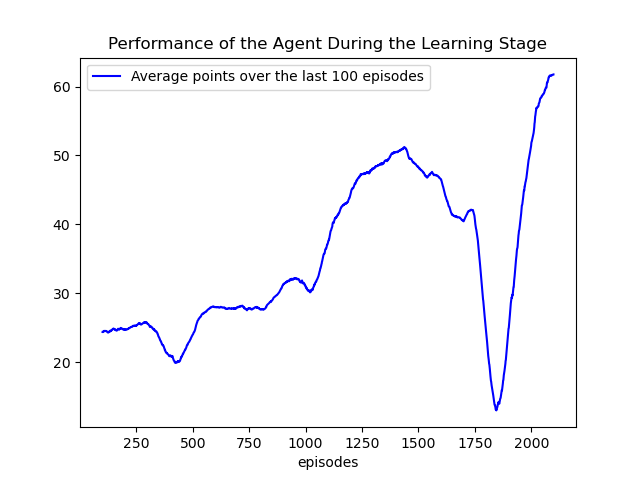 Performance of the Agent During the Learning Stage
Average points over the last 100 episodes
60
50
40
30
20
250 500 750 1000 1250 1500 1750 2000
episodes